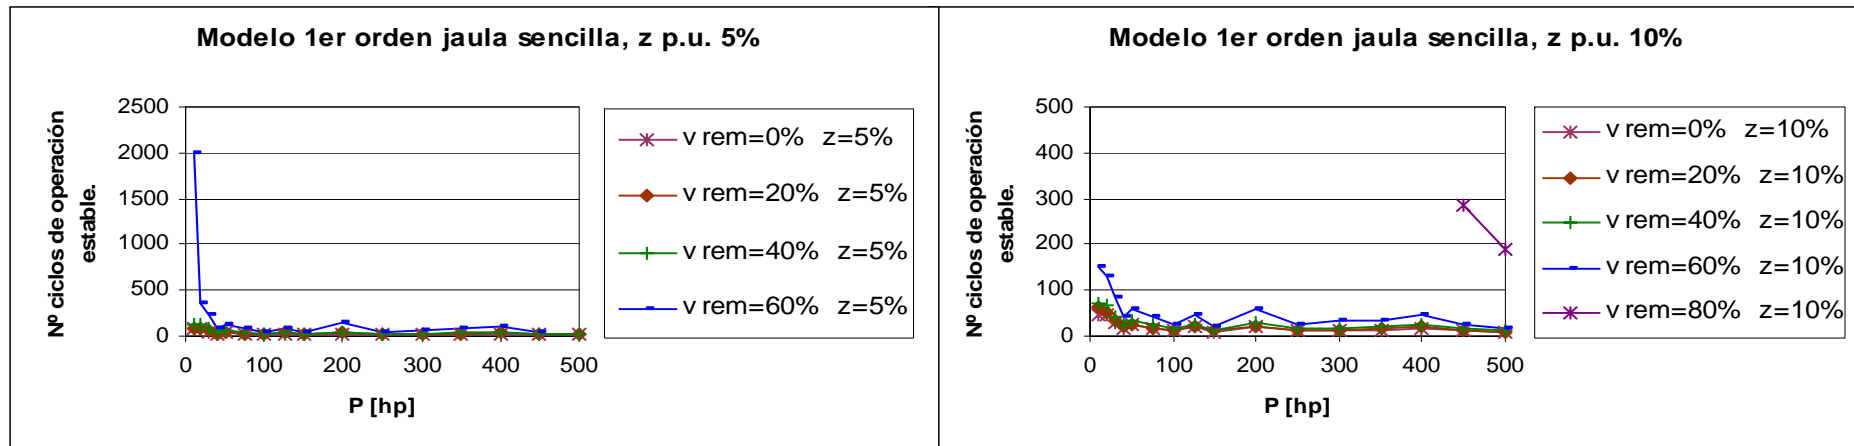 Modelo 1er orden jaula sencilla, z p.u. 5%
Nº ciclos de operación
estable.
2500
2000
1500
1000
500
0
0 100 200 300 400 500
P [hp]
v rem=0% z=5%
v rem=20% z=5%
v rem=40% z=5%
v rem=60% z=5%
Modelo 1er orden jaula sencilla, z p.u. 10%
Nº ciclos de operación
estable.
500
400
300
200
100
0
0 100 200 300 400 500
P [hp]
v rem=0% z=10%
v rem=20% z=10%
v rem=40% z=10%
v rem=60% z=10%
v rem=80% z=10%